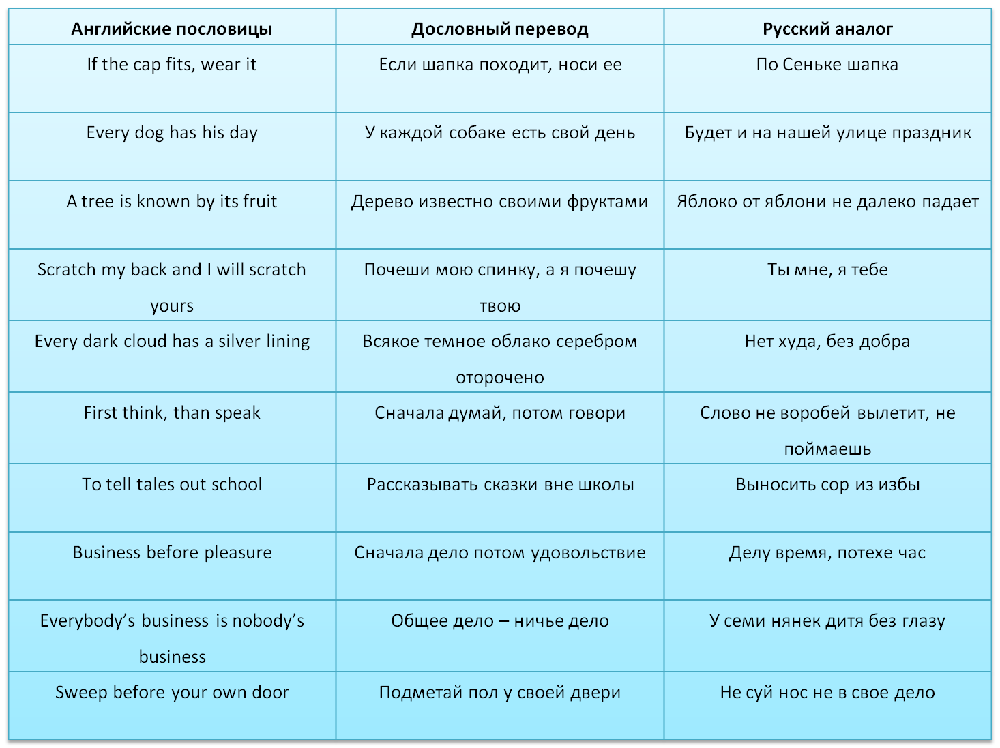 Английские пословицы
Дословный перевод
Русский аналог
If the cap fits, wear it
Если шапка походит, носи ее
По Сеньке шапка
Every dog has his day
У каждой собаке есть свой день
Будет и на нашей улице праздник
A tree is known by its fruit
Дерево известно своими фруктами
Яблоко от яблони не далеко падает
Scratch my back and I will scratch
yours
Почеши мою спинку, а я почешу
твою
Ты мне, я тебе
Every dark cloud has a silver lining
Всякое темное облако серебром
оторочено
Нет худа, без добра
First think, than speak
Сначала думай, потом говори
Слово не воробей вылетит, не
поймаешь
To tell tales out school
Рассказывать сказки вне школы
Выносить сор из избы
Business before pleasure
Сначала дело потом удовольствие
Делу время, потехе час
Everybody’s business is nobody’s
business
Общее дело – ничье дело
У семи нянек дитя без глазу
Sweep before your own door
Подметай пол у своей двери
Не суй нос не в свое дело